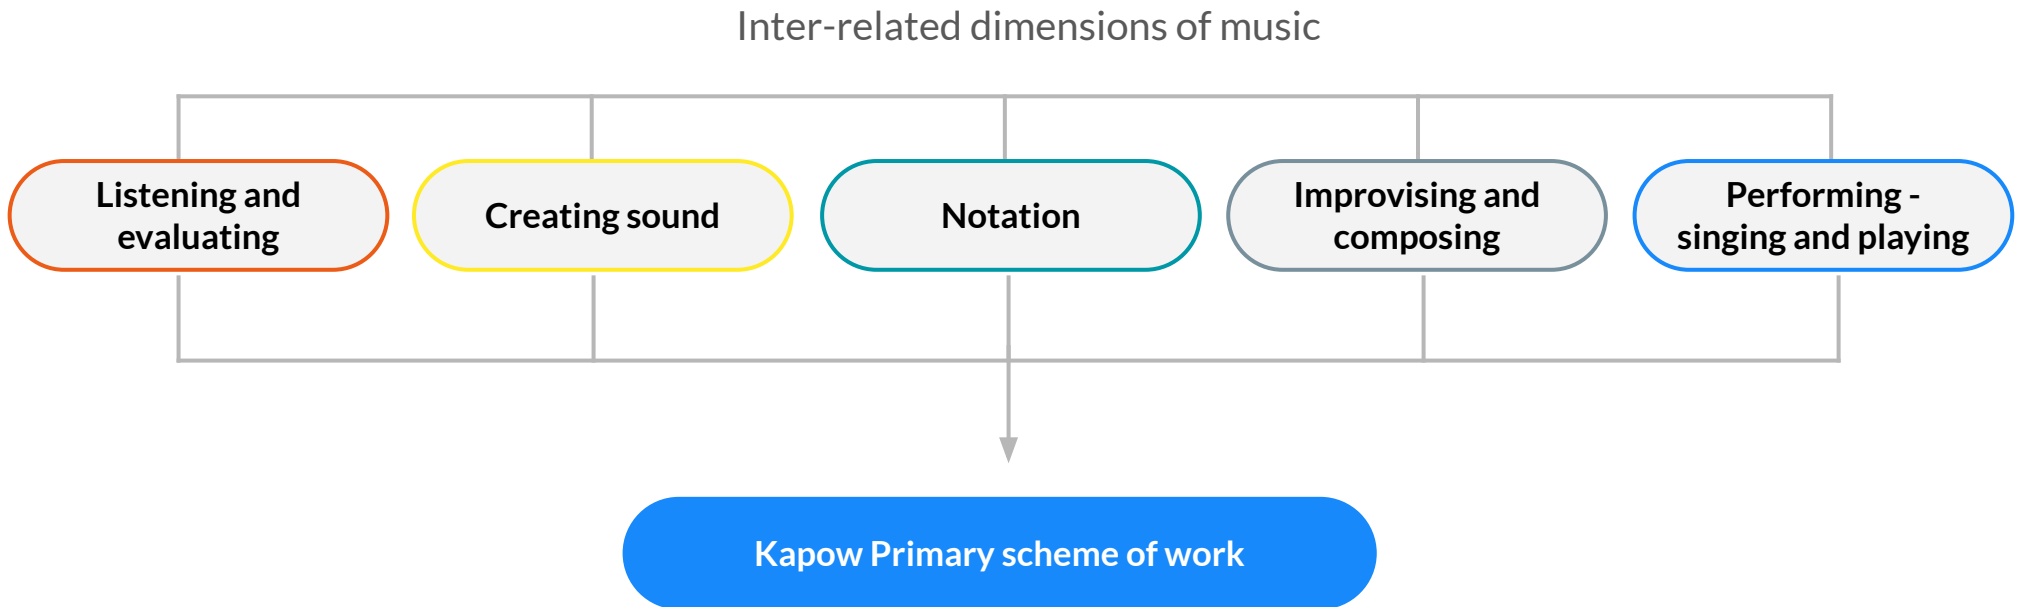 Inter-related dimensions of music
Listening and
evaluating
Creating sound
Notation
Improvising and
composing
Performing -
singing and playing
Kapow Primary scheme of work